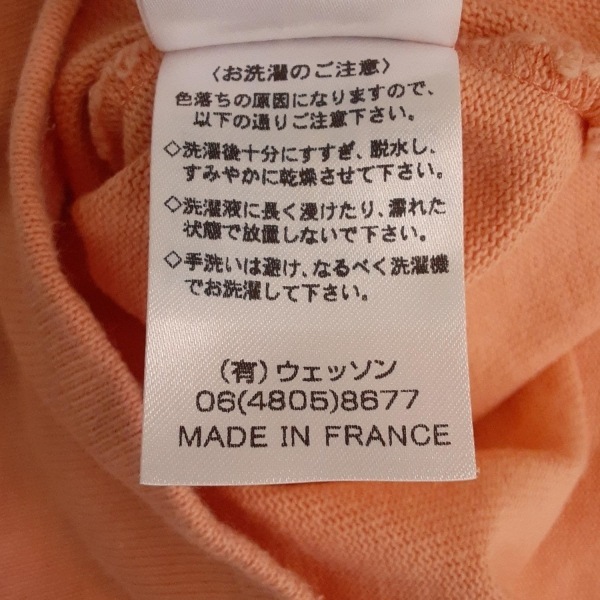 〈お洗濯のご注意〉
色落ちの原因になりますので、
以下の通りご注意下さい。
◇洗濯後十分にすすぎ、脱水し、
すみやかに乾燥させて下さい。
◇洗濯液に長く浸けたり、濡れた
状態で放置しないで下さい。
◇手洗いは避け、なるべく洗濯機
でお洗濯して下さい。
(有)ウェッソン
06(4805)8677
MADE IN FRANCE